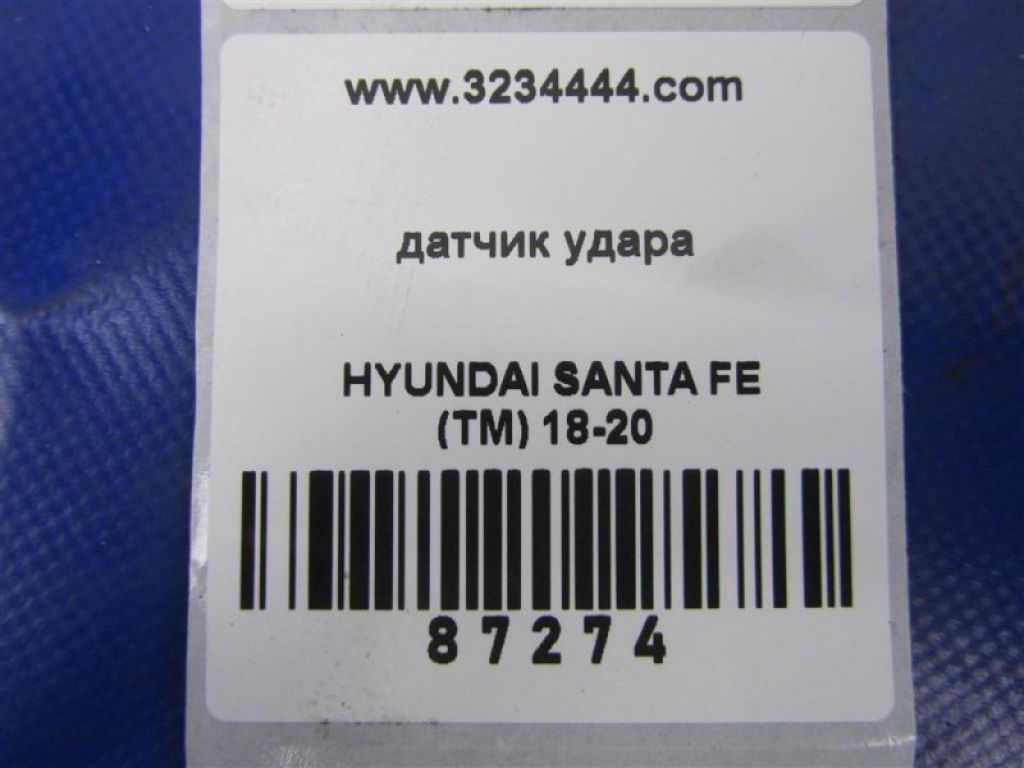 www.3234444.com
датчик удара
HYUNDAI SANTA FE
(TM) 18-20
87274